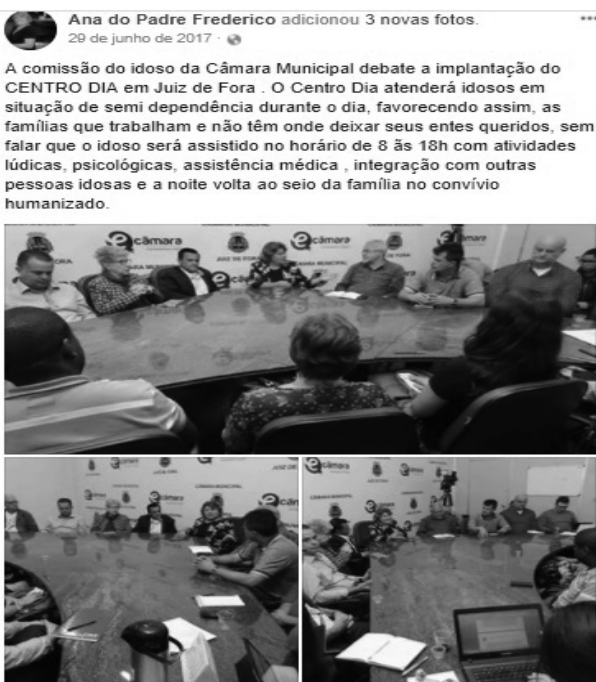 Ana do Padre Frederico adicionou 3 novas fotos.
29 de junho de 2017 ·
A comissão do idoso da Câmara Municipal debate a implantação do
CENTRO DIA em Juiz de Fora . O Centro Dia atenderá idosos em
situação de semi dependência durante o dia, favorecendo assim, as
famílias que trabalham e não têm onde deixar seus entes queridos, sem
falar que o idoso será assistido no horário de 8 ãs 18h com atividades
lúdicas, psicológicas, assistência médica , integração com outras
pessoas idosas e a noite volta ao seio da família no convívio
humanizado.
câmara
câmara
JUIZ DE FORA
câmara
câmara
câmara
câmara
CÂMARA MUNICIPAL